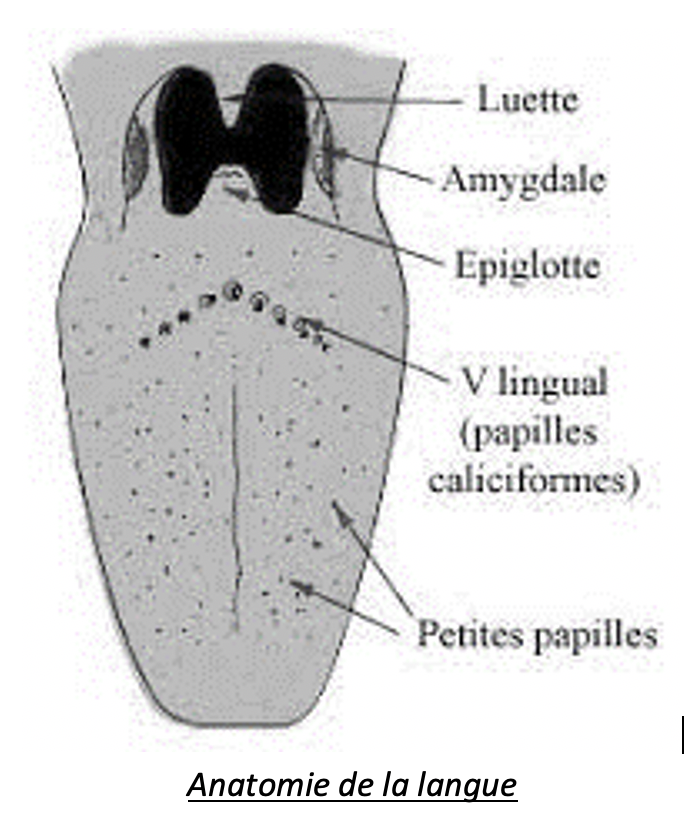 Luette
Amygdale
Epiglotte
V lingual
(papilles
caliciformes)
Petites papilles
Anatomie de la langue